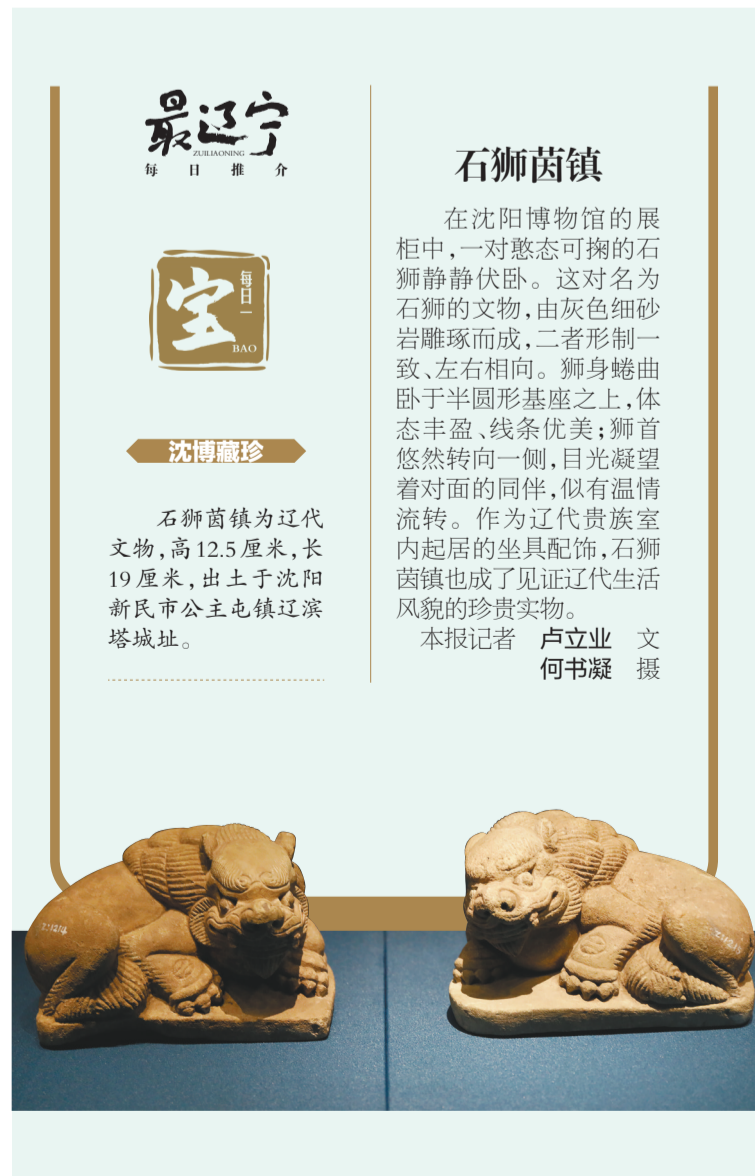 最辽宁
ZUILIAONING
每日推介
每日一
宝
BAO
沈博藏珍
石狮茵镇为辽代
文物,高12.5厘米,长
19厘米,出土于沈阳
新民市公主屯镇辽滨
塔城址。
石狮茵镇
在沈阳博物馆的展
柜中,一对憨态可掬的石
狮静静伏卧。这对名为
石狮的文物,由灰色细砂
岩雕琢而成,二者形制一
致、左右相向。狮身蜷曲
卧于半圆形基座之上,体
态丰盈、线条优美;狮首
悠然转向一侧,目光凝望
着对面的同伴,似有温情
流转。作为辽代贵族室
内起居的坐具配饰,石狮
茵镇也成了见证辽代生活
风貌的珍贵实物。
本报记者 卢立业 文
何书凝 摄